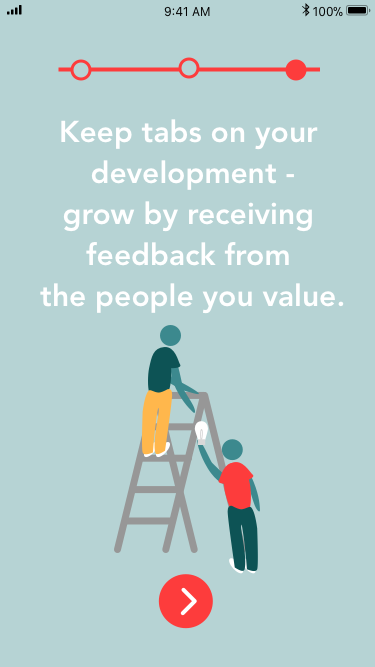 9:41 AM 100%
Keep tabs on your
development -
grow by receiving
feedback from
the people you value.